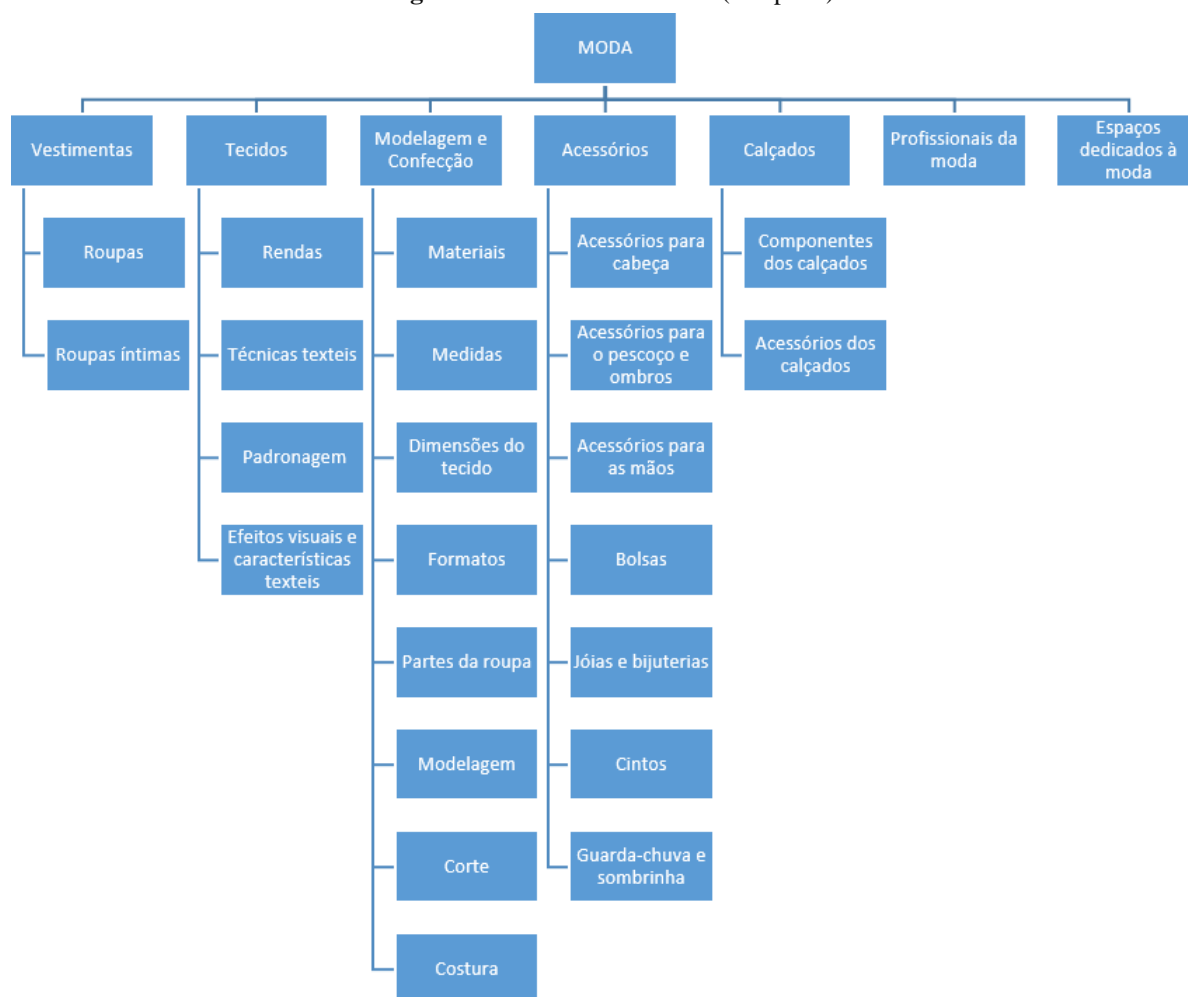 MODA
Vestimentas
Tecidos
Modelagem e
Confecção
Acessórios
Calçados
Profissionais da
moda
Espaços
dedicados à
moda
Roupas
Roupas íntimas
Rendas
Técnicas texteis
Padronagem
Efeitos visuais e
características
texteis
Materiais
Medidas
Dimensões do
tecido
Formatos
Partes da roupa
Modelagem
Corte
Costura
Acessórios para
cabeça
Acessórios para
o pescoço e
ombros
Acessórios para
as mãos
Bolsas
Jóias e bijuterias
Cintos
Guarda-chuva e
sombrinha
Componentes
dos calçados
Acessórios dos
calçados